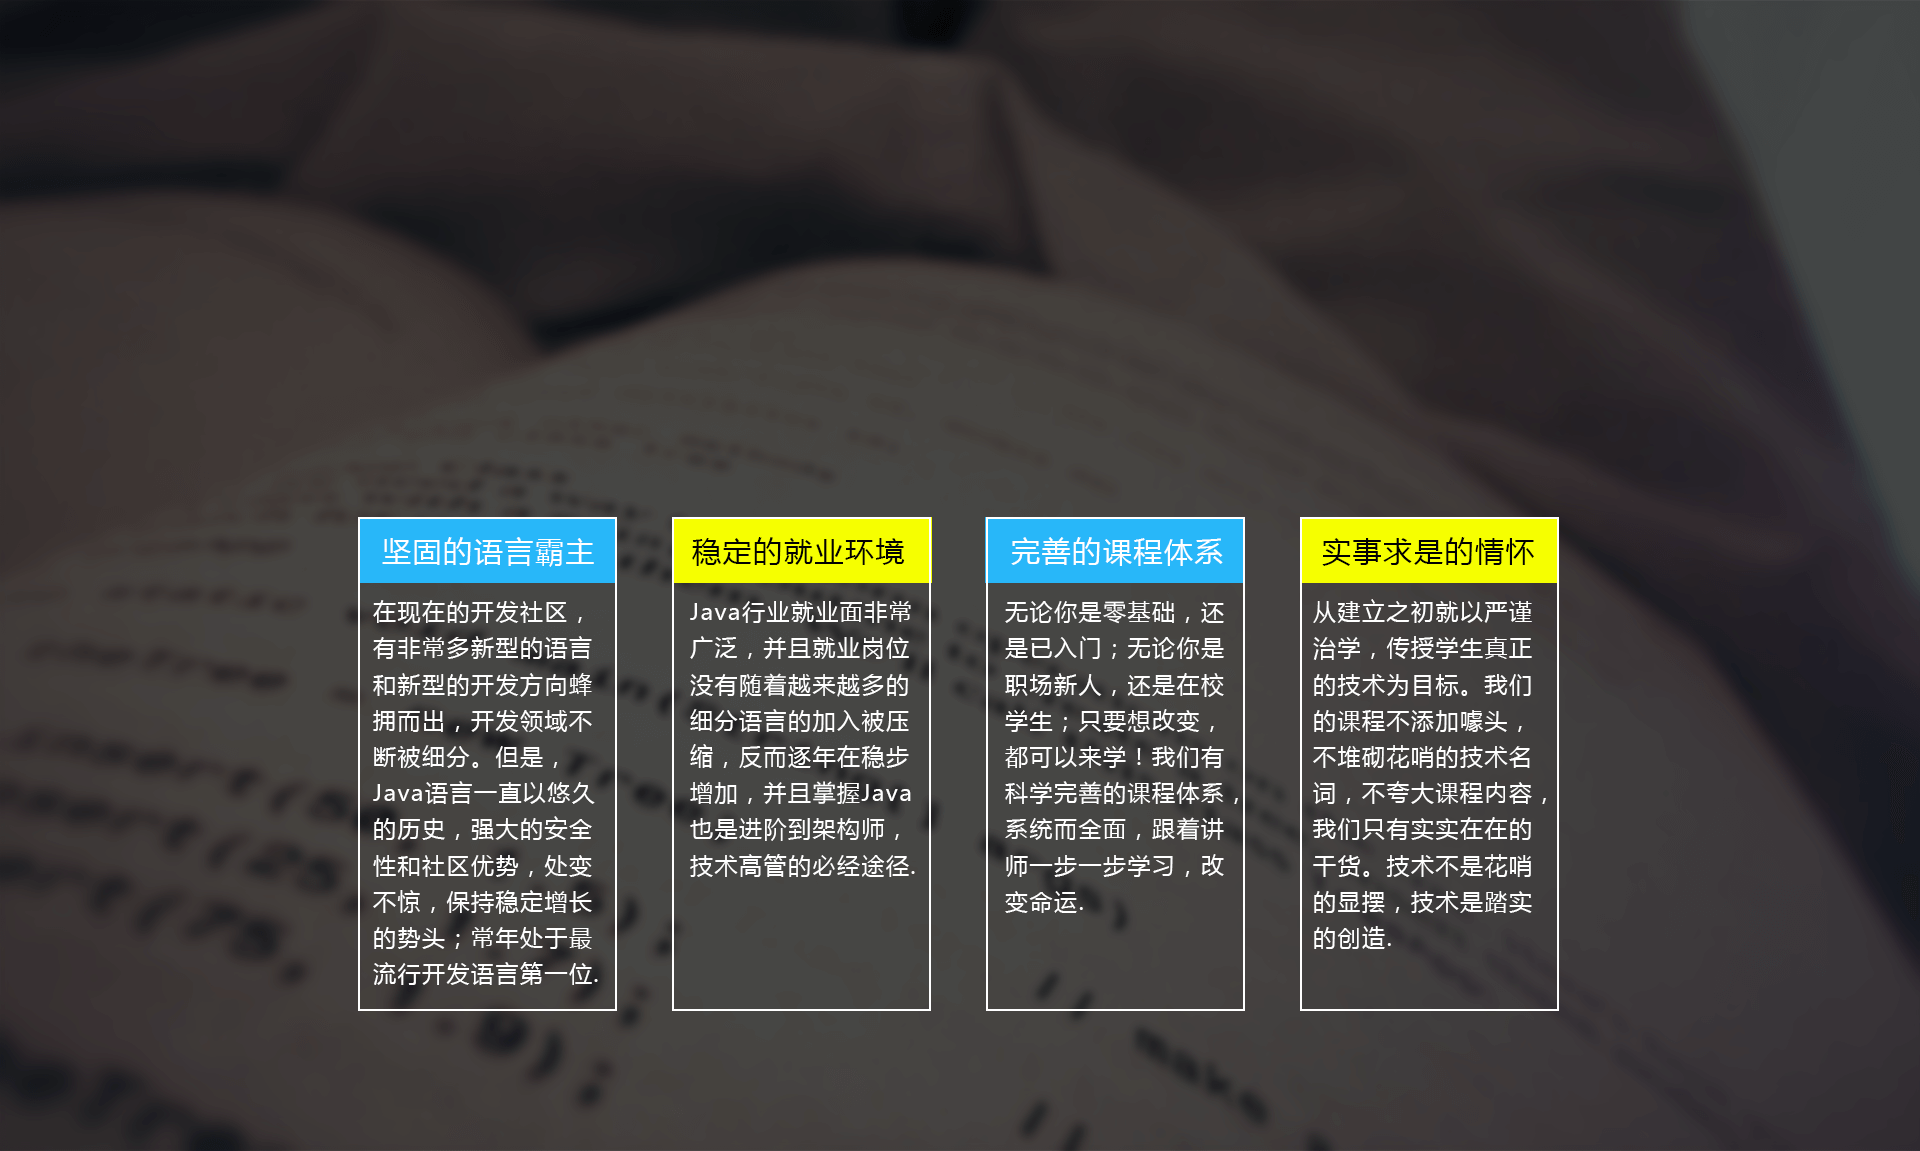 坚固的语言霸主
在现在的开发社区，
有非常多新型的语言
和新型的开发方向蜂
拥而出，开发领域不
断被细分。但是，
Java语言一直以悠久
的历史，强大的安全
性和社区优势，处变
不惊，保持稳定增长
的势头；常年处于最
流行开发语言第一位.
稳定的就业环境
Java行业就业面非常
广泛，并且就业岗位
没有随着越来越多的
细分语言的加入被压
缩，反而逐年在稳步
增加，并且掌握Java
也是进阶到架构师，
技术高管的必经途径.
完善的课程体系
无论你是零基础，还
是已入门；无论你是
职场新人，还是在校
学生；只要想改变，
都可以来学！我们有
科学完善的课程体系，
系统而全面，跟着讲
师一步一步学习，改
变命运.
实事求是的情怀
从建立之初就以严谨
治学，传授学生真正
的技术为目标。我们
的课程不添加噱头，
不堆砌花哨的技术名
词，不夸大课程内容，
我们只有实实在在的
干货。技术不是花哨
的显摆，技术是踏实
的创造.